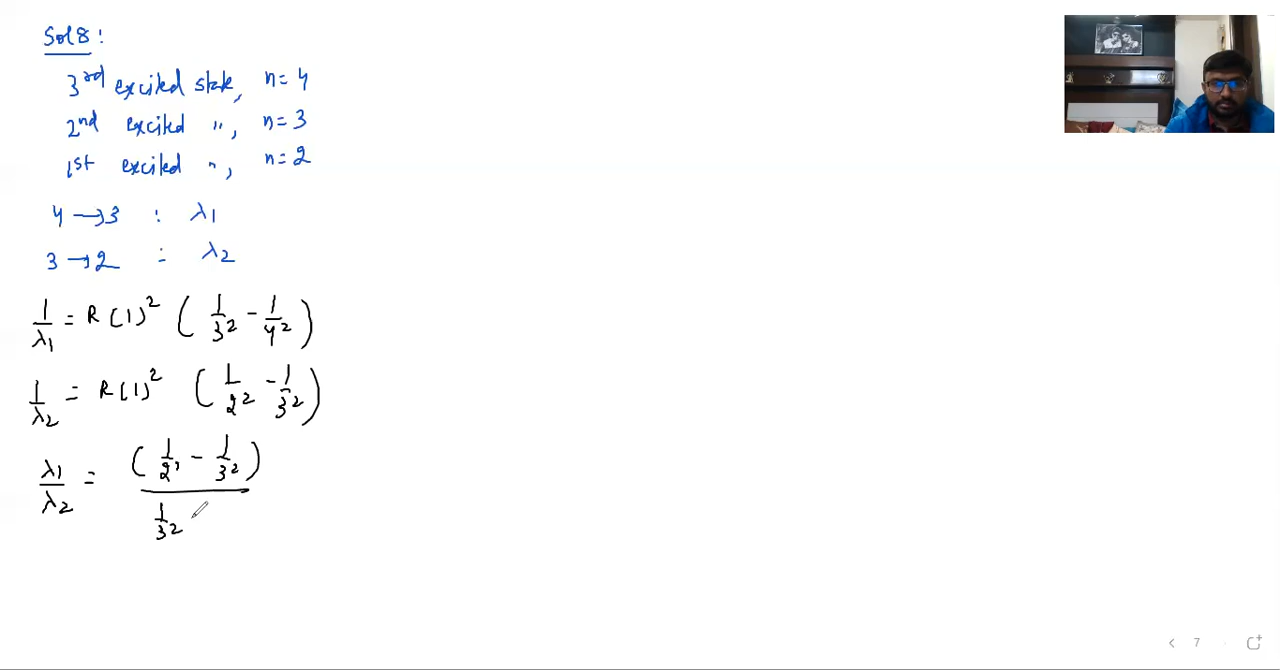 Sol 8 :
3rd excited state, n = 4
2nd excited ", n = 3
1st excited ", n = 2
4 → 3 : λ1
3 → 2 : λ2
1/λ1 = R (1)² ( 1/3² - 1/4² )
1/λ2 = R (1)² ( 1/2² - 1/3² )
λ1/λ2 = ( 1/2² - 1/3² ) / 1/3²
< 7